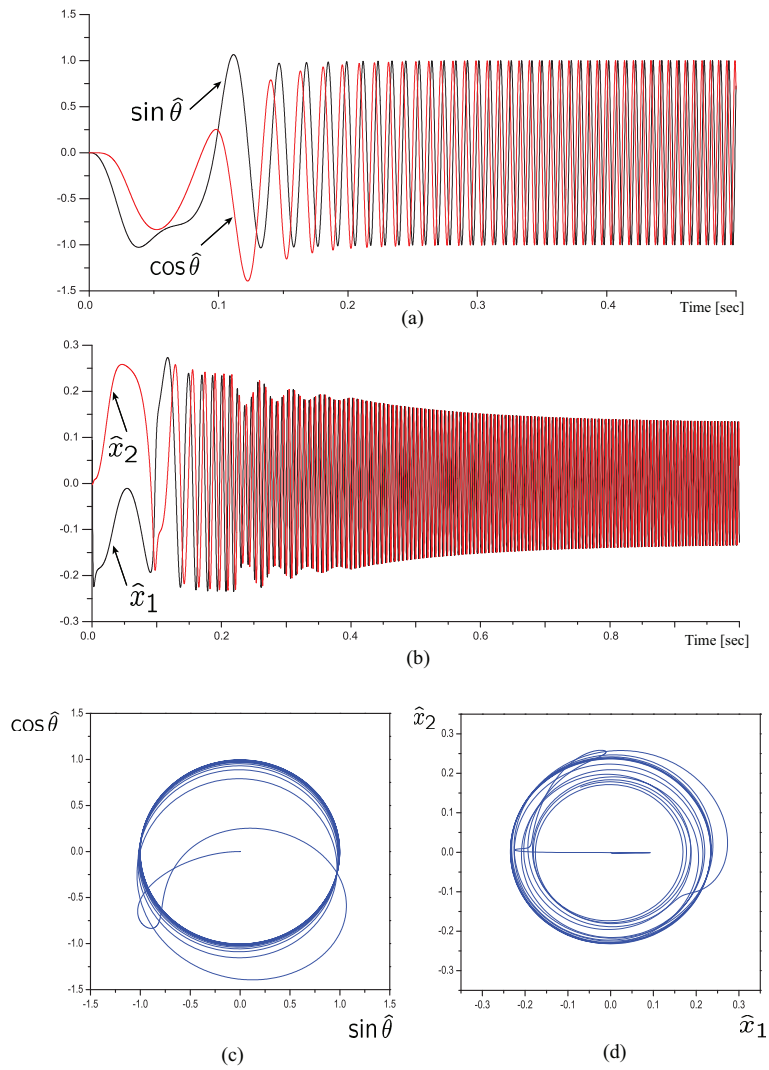 1.5
1.0
0.5
0.0
-0.5
-1.0
-1.5
sin θ̂
cos θ̂
0.0 0.1 0.2 0.3 0.4
Time [sec]
(a)
0.3
0.2
0.1
0.0
-0.1
-0.2
-0.3
x̂2
x̂1
0.0 0.2 0.4 0.6 0.8
Time [sec]
(b)
cos θ̂
1.5
1.0
0.5
0.0
-0.5
-1.0
-1.5
-1.5 -1.0 -0.5 0.0 0.5 1.0 1.5
sin θ̂
(c)
x̂2
0.3
0.2
0.1
0.0
-0.1
-0.2
-0.3
-0.3 -0.2 -0.1 0.0 0.1 0.2 0.3
x̂1
(d)